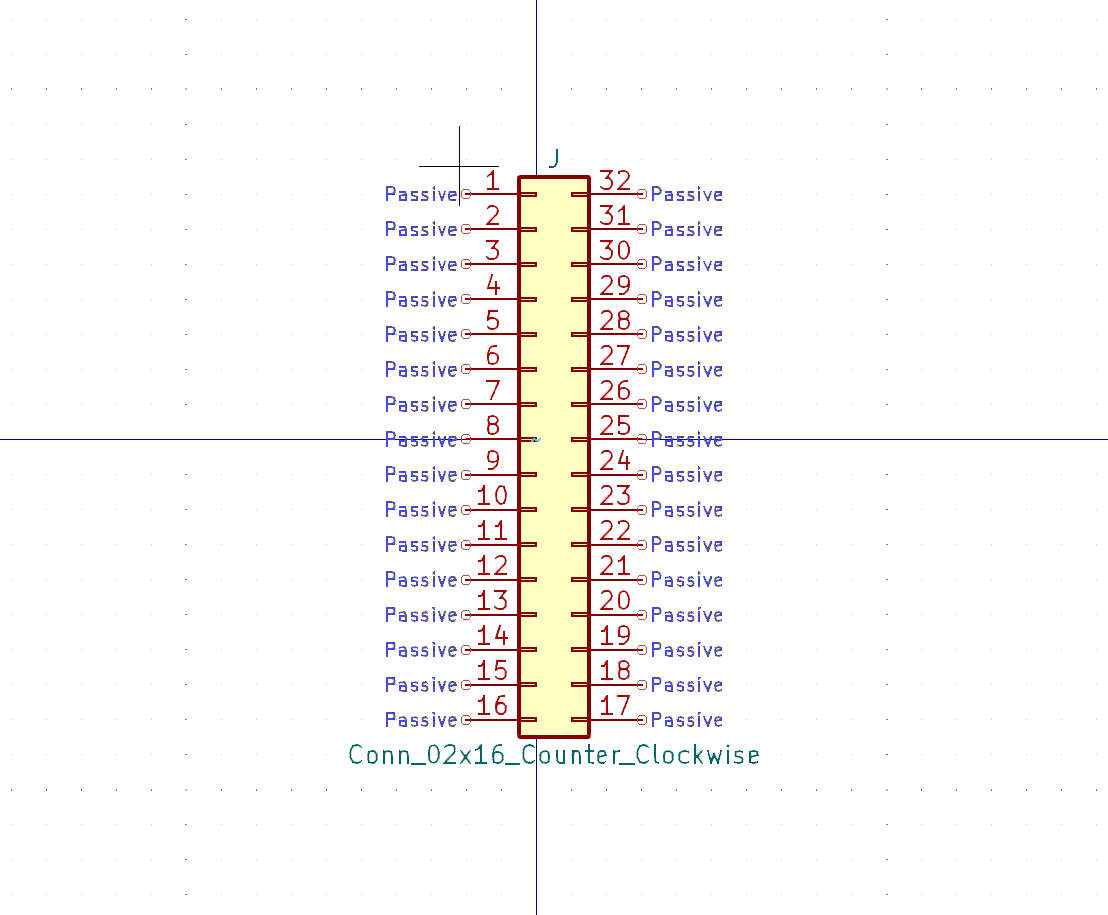 J
Passive 1 32 Passive
Passive 2 31 Passive
Passive 3 30 Passive
Passive 4 29 Passive
Passive 5 28 Passive
Passive 6 27 Passive
Passive 7 26 Passive
Passive 8 25 Passive
Passive 9 24 Passive
Passive 10 23 Passive
Passive 11 22 Passive
Passive 12 21 Passive
Passive 13 20 Passive
Passive 14 19 Passive
Passive 15 18 Passive
Passive 16 17 Passive
Conn_02x16_Counter_Clockwise